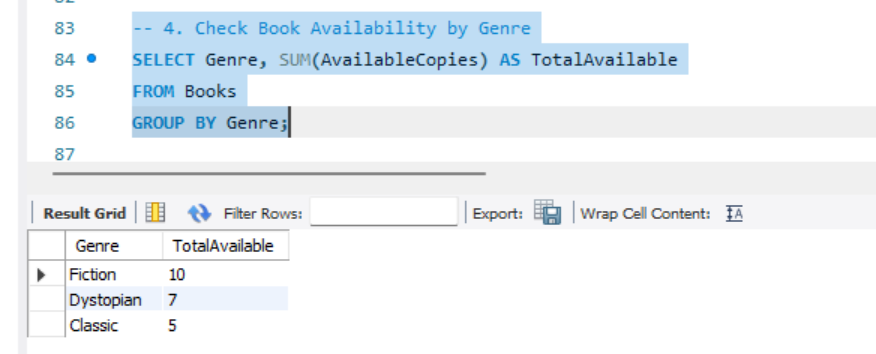 83 -- 4. Check Book Availability by Genre
84 SELECT Genre, SUM(AvailableCopies) AS TotalAvailable
85 FROM Books
86 GROUP BY Genre;
87
Result Grid Filter Rows: Export: Wrap Cell Content: IA
Genre TotalAvailable
Fiction 10
Dystopian 7
Classic 5